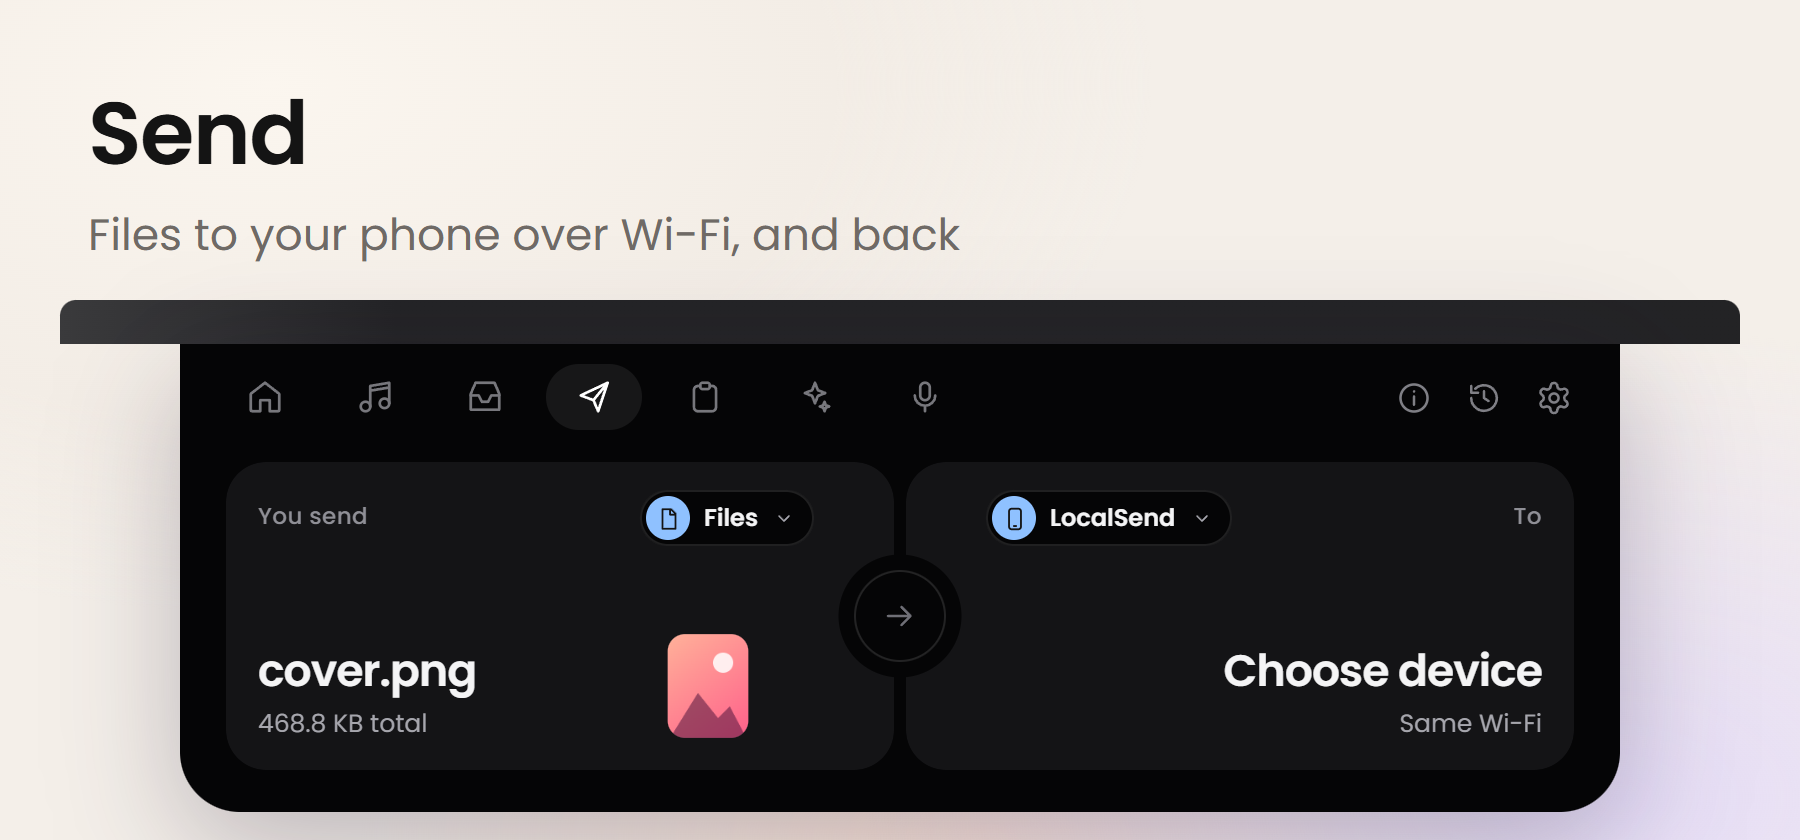 Send
Files to your phone over Wi-Fi, and back
You send
Files
LocalSend
To
cover.png
468.8 KB total
Choose device
Same Wi-Fi